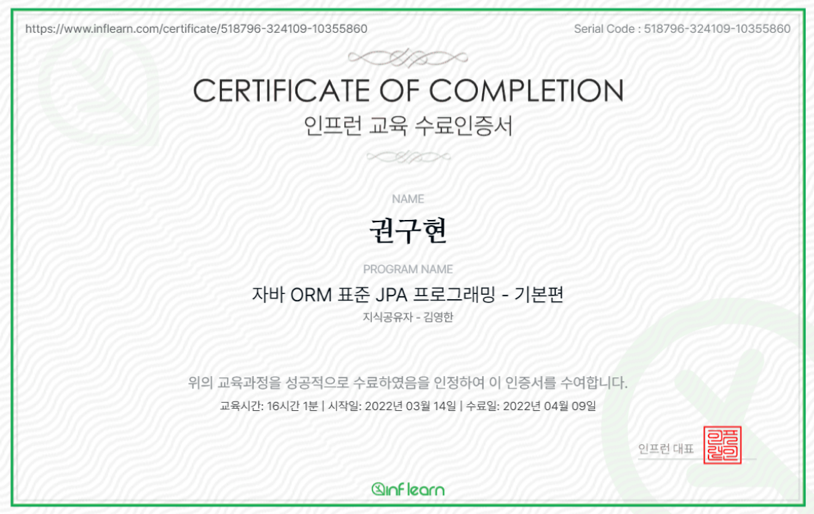 https://www.inflearn.com/certificate/518796-324109-10355860
Serial Code : 518796-324109-10355860
CERTIFICATE OF COMPLETION
인프런 교육 수료인증서
NAME
권구현
PROGRAM NAME
자바 ORM 표준 JPA 프로그래밍 - 기본편
지식공유자 - 김영한
위의 교육과정을 성공적으로 수료하였음을 인정하여 이 인증서를 수여합니다.
교육시간: 16시간 1분 | 시작일: 2022년 03월 14일 | 수료일: 2022년 04월 09일
인프런 대표
인프런인
inflearn